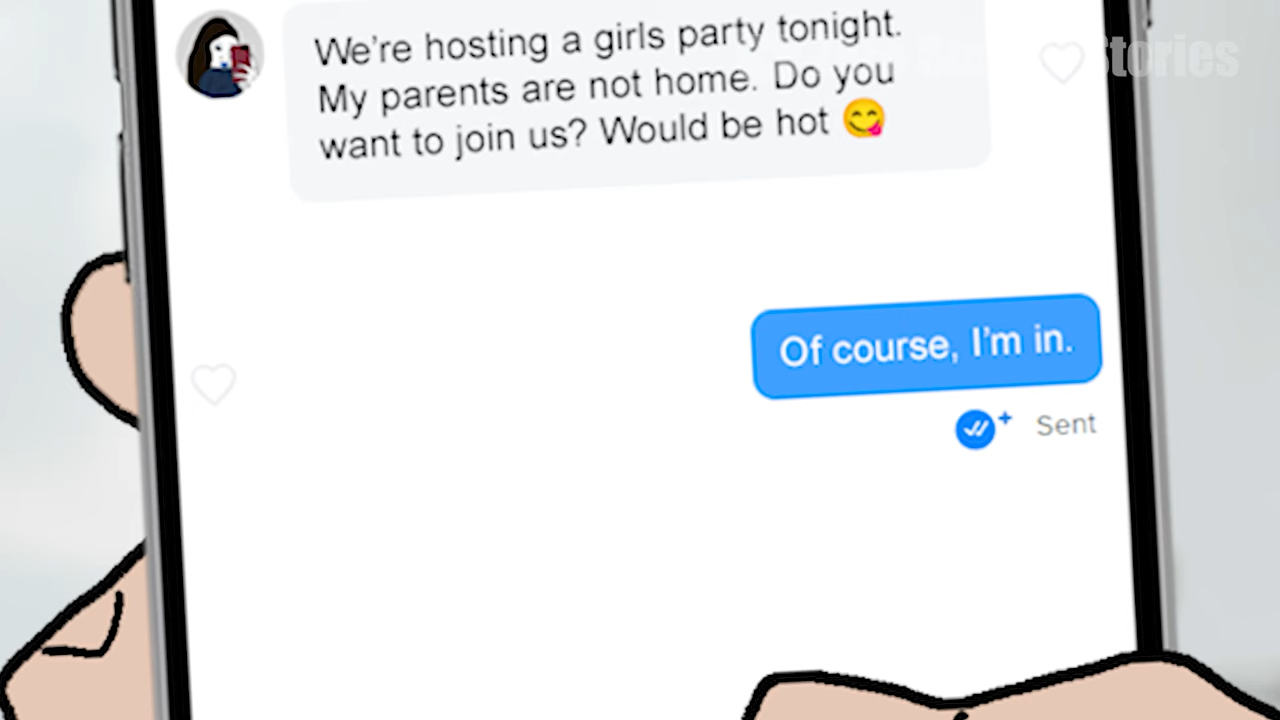 We're hosting a girls party tonight.
My parents are not home. Do you
want to join us? Would be hot 😋
stories
Of course, I'm in.
Sent